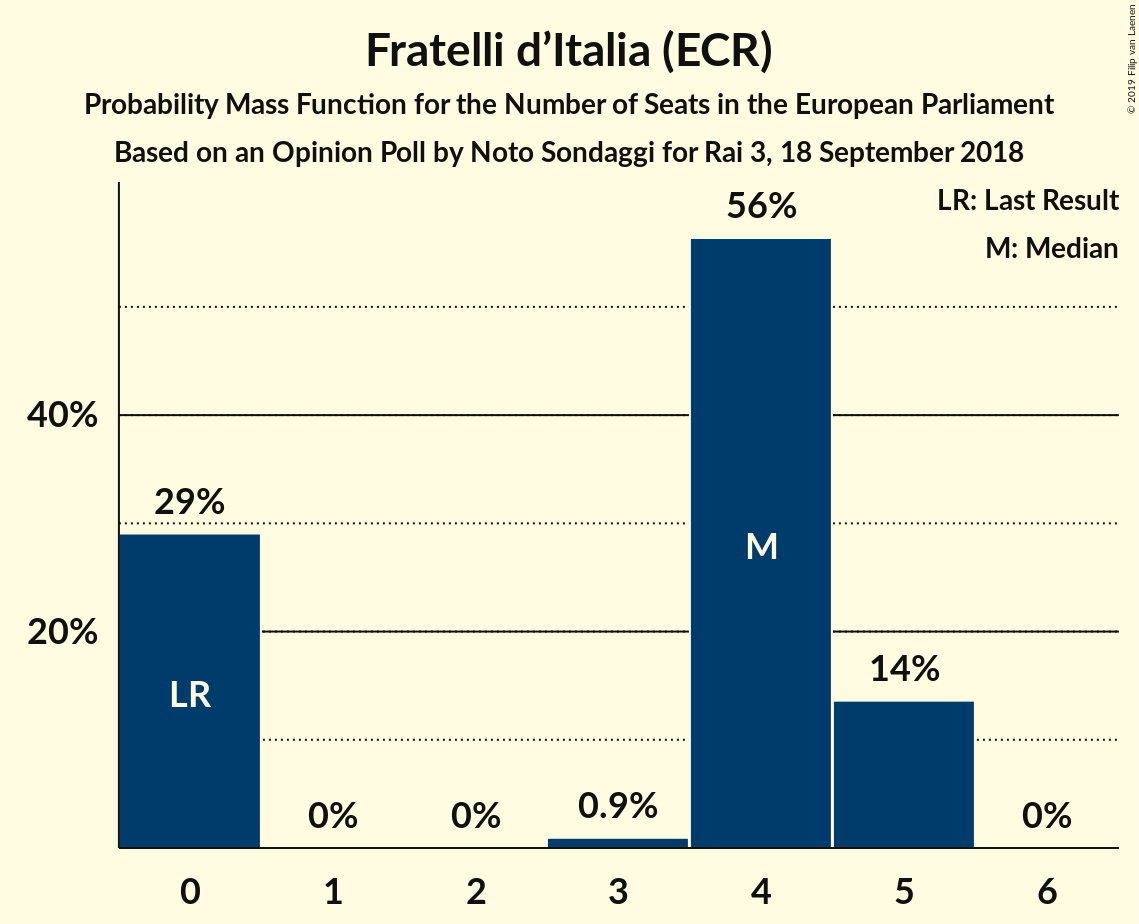 Fratelli d’Italia (ECR)
Probability Mass Function for the Number of Seats in the European Parliament
Based on an Opinion Poll by Noto Sondaggi for Rai 3, 18 September 2018
© 2019 Filip van Laenen
LR: Last Result
M: Median
56%
40%
29%
M
20%
14%
LR
0.9%
0%
0%
0%
0
1
2
3
4
5
6